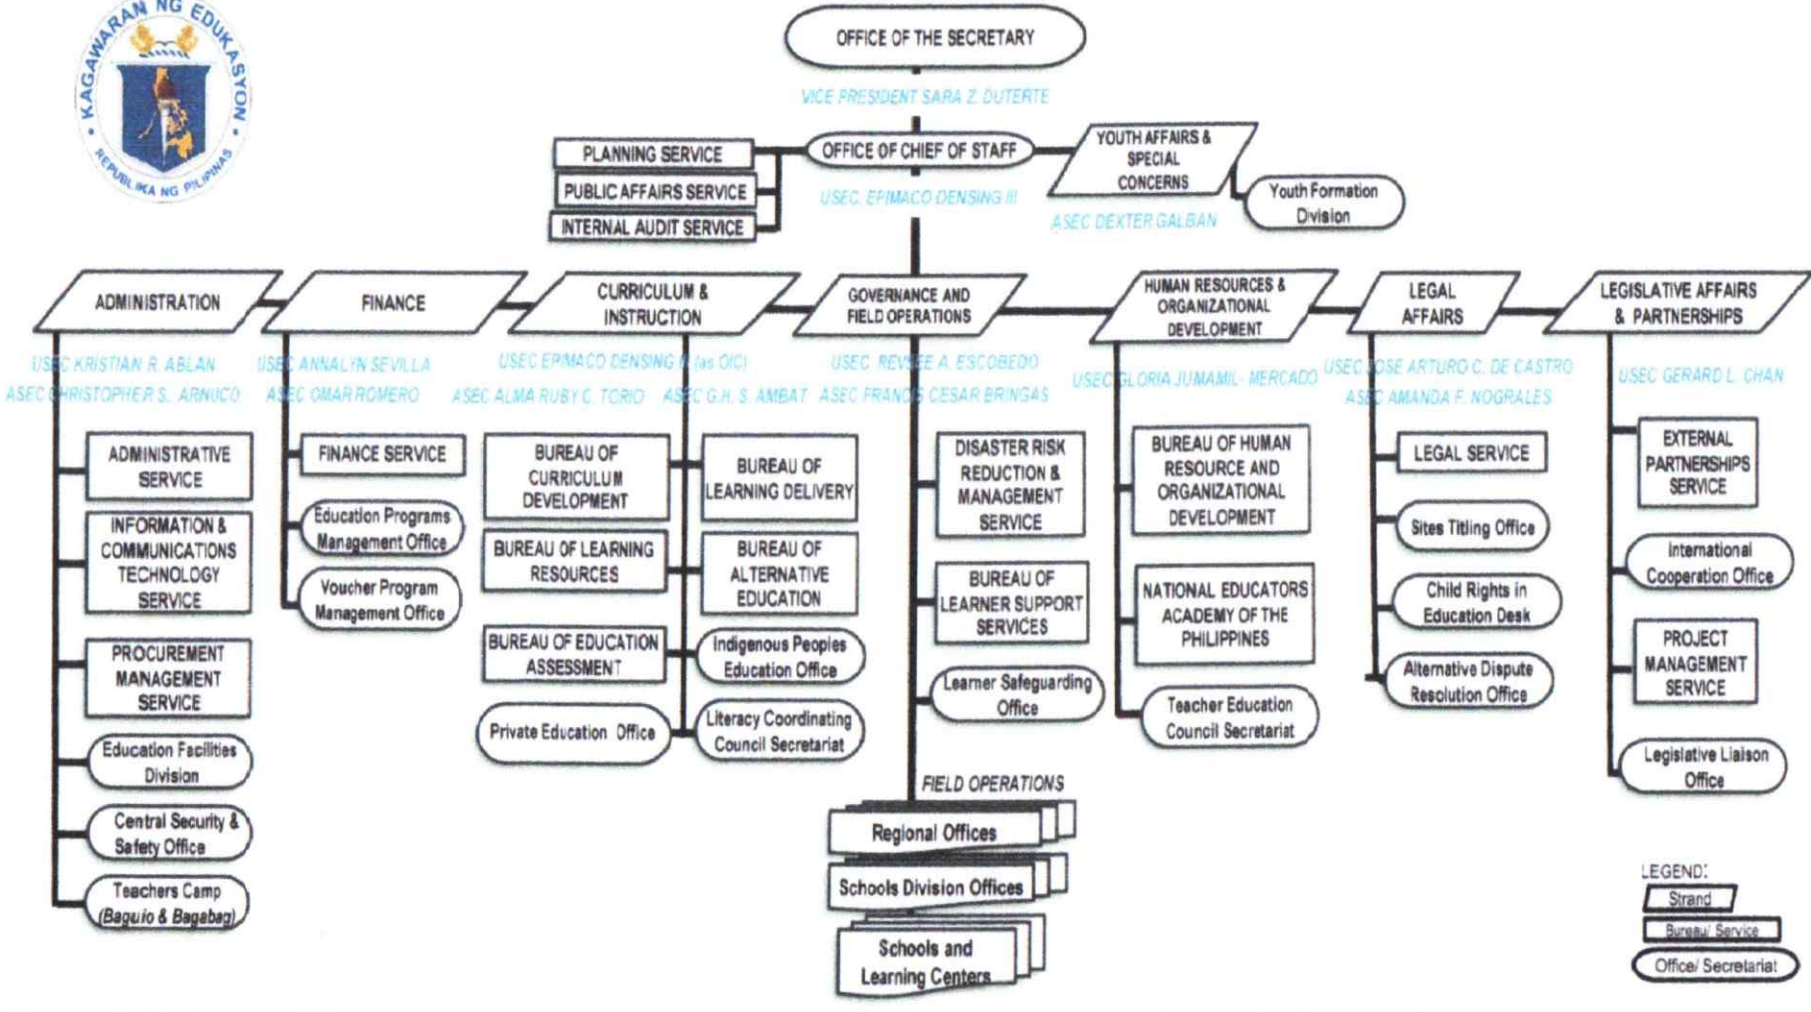 KAGAWARAN NG EDUKASYON
REPUBLIKA NG PILIPINAS
OFFICE OF THE SECRETARY
VICE PRESIDENT SARA Z. DUTERTE
PLANNING SERVICE
PUBLIC AFFAIRS SERVICE
INTERNAL AUDIT SERVICE
OFFICE OF CHIEF OF STAFF
USEC. EPIMACO DENSING III
YOUTH AFFAIRS &
SPECIAL
CONCERNS
ASEC DEXTER GALBAN
Youth Formation
Division
ADMINISTRATION
USEC KRISTIAN R. ABLAN
ASEC CHRISTOPHER S. ARNUCO
ADMINISTRATIVE
SERVICE
INFORMATION &
COMMUNICATIONS
TECHNOLOGY
SERVICE
PROCUREMENT
MANAGEMENT
SERVICE
Education Facilities
Division
Central Security &
Safety Office
Teachers Camp
(Baguio & Bagabag)
FINANCE
USEC ANNALYN SEVILLA
ASEC OMAR ROMERO
FINANCE SERVICE
Education Programs
Management Office
Voucher Program
Management Office
CURRICULUM &
INSTRUCTION
USEC EPIMACO DENSING (as OIC)
ASEC ALMA RUBY C. TORIO
ASEC G.H. S. AMBAT
BUREAU OF
CURRICULUM
DEVELOPMENT
BUREAU OF
LEARNING DELIVERY
BUREAU OF LEARNING
RESOURCES
BUREAU OF
ALTERNATIVE
EDUCATION
BUREAU OF EDUCATION
ASSESSMENT
Indigenous Peoples
Education Office
Private Education Office
Literacy Coordinating
Council Secretariat
GOVERNANCE AND
FIELD OPERATIONS
USEC. REVSEE A. ESCOBEDO
ASEC FRANCIS CESAR BRINGAS
DISASTER RISK
REDUCTION &
MANAGEMENT
SERVICE
BUREAU OF
LEARNER SUPPORT
SERVICES
Learner Safeguarding
Office
FIELD OPERATIONS
Regional Offices
Schools Division Offices
Schools and
Learning Centers
HUMAN RESOURCES &
ORGANIZATIONAL
DEVELOPMENT
USEC GLORIA JUMAMIL- MERCADO
BUREAU OF HUMAN
RESOURCE AND
ORGANIZATIONAL
DEVELOPMENT
NATIONAL EDUCATORS
ACADEMY OF THE
PHILIPPINES
Teacher Education
Council Secretariat
LEGAL
AFFAIRS
USEC JOSE ARTURO C. DE CASTRO
ASEC AMANDA F. NOGRALES
LEGAL SERVICE
Sites Titling Office
Child Rights in
Education Desk
Alternative Dispute
Resolution Office
LEGISLATIVE AFFAIRS
& PARTNERSHIPS
USEC GERARD L. CHAN
EXTERNAL
PARTNERSHIPS
SERVICE
International
Cooperation Office
PROJECT
MANAGEMENT
SERVICE
Legislative Liaison
Office
LEGEND:
Strand
Bureau/ Service
Office/ Secretariat